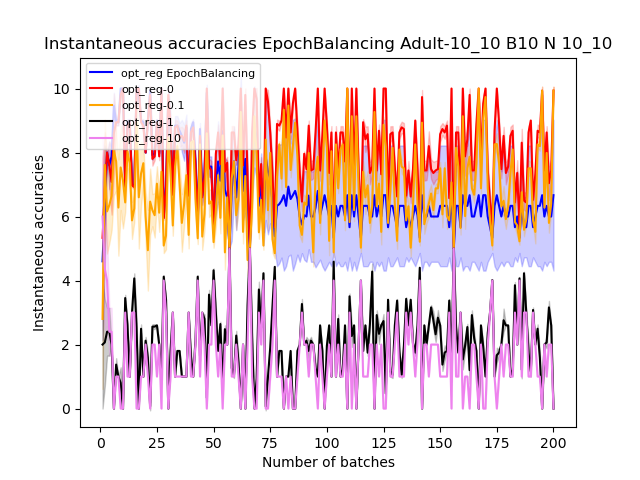 Instantaneous accuracies EpochBalancing Adult-10_10 B10 N 10_10
opt_reg EpochBalancing
opt_reg-0
opt_reg-0.1
opt_reg-1
opt_reg-10
Instantaneous accuracies
10
8
6
4
2
0
0 25 50 75 100 125 150 175 200
Number of batches